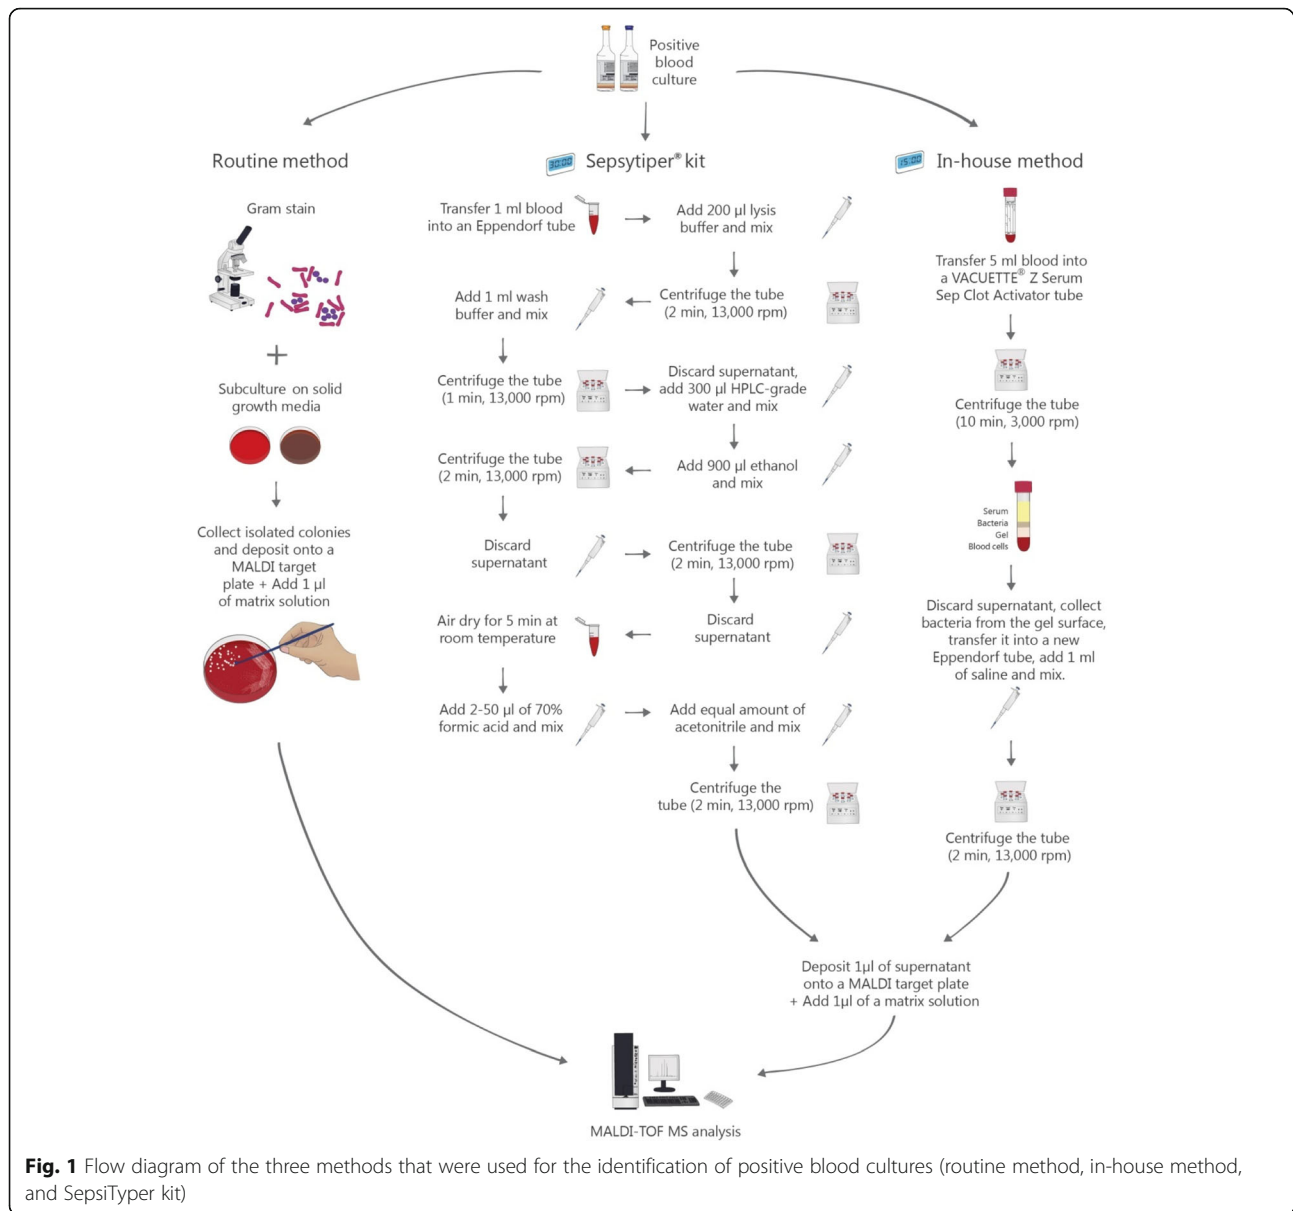 Positive
blood
culture
Routine method
Gram stain
+
Subculture on solid
growth media
Collect isolated colonies
and deposit onto a
MALDI target
plate + Add 1 µl
of matrix solution
30:00
Sepsytiper® kit
Transfer 1 ml blood
into an Eppendorf tube
Add 200 µl lysis
buffer and mix
Centrifuge the tube
(2 min, 13,000 rpm)
Add 1 ml wash
buffer and mix
Centrifuge the tube
(1 min, 13,000 rpm)
Discard supernatant,
add 300 µl HPLC-grade
water and mix
Add 900 µl ethanol
and mix
Centrifuge the tube
(2 min, 13,000 rpm)
Discard
supernatant
Centrifuge the tube
(2 min, 13,000 rpm)
Discard
supernatant
Air dry for 5 min at
room temperature
Add 2-50 µl of 70%
formic acid and mix
Add equal amount of
acetonitrile and mix
Centrifuge the
tube (2 min, 13,000 rpm)
15:00
In-house method
Transfer 5 ml blood into
a VACUETTE® Z Serum
Sep Clot Activator tube
Centrifuge the tube
(10 min, 3,000 rpm)
Serum
Bacteria
Gel
Blood cells
Discard supernatant, collect
bacteria from the gel surface,
transfer it into a new
Eppendorf tube, add 1 ml
of saline and mix.
Centrifuge the tube
(2 min, 13,000 rpm)
Deposit 1µl of supernatant
onto a MALDI target plate
+ Add 1µl of a matrix solution
MALDI-TOF MS analysis
Fig. 1 Flow diagram of the three methods that were used for the identification of positive blood cultures (routine method, in-house method,
and SepsiTyper kit)